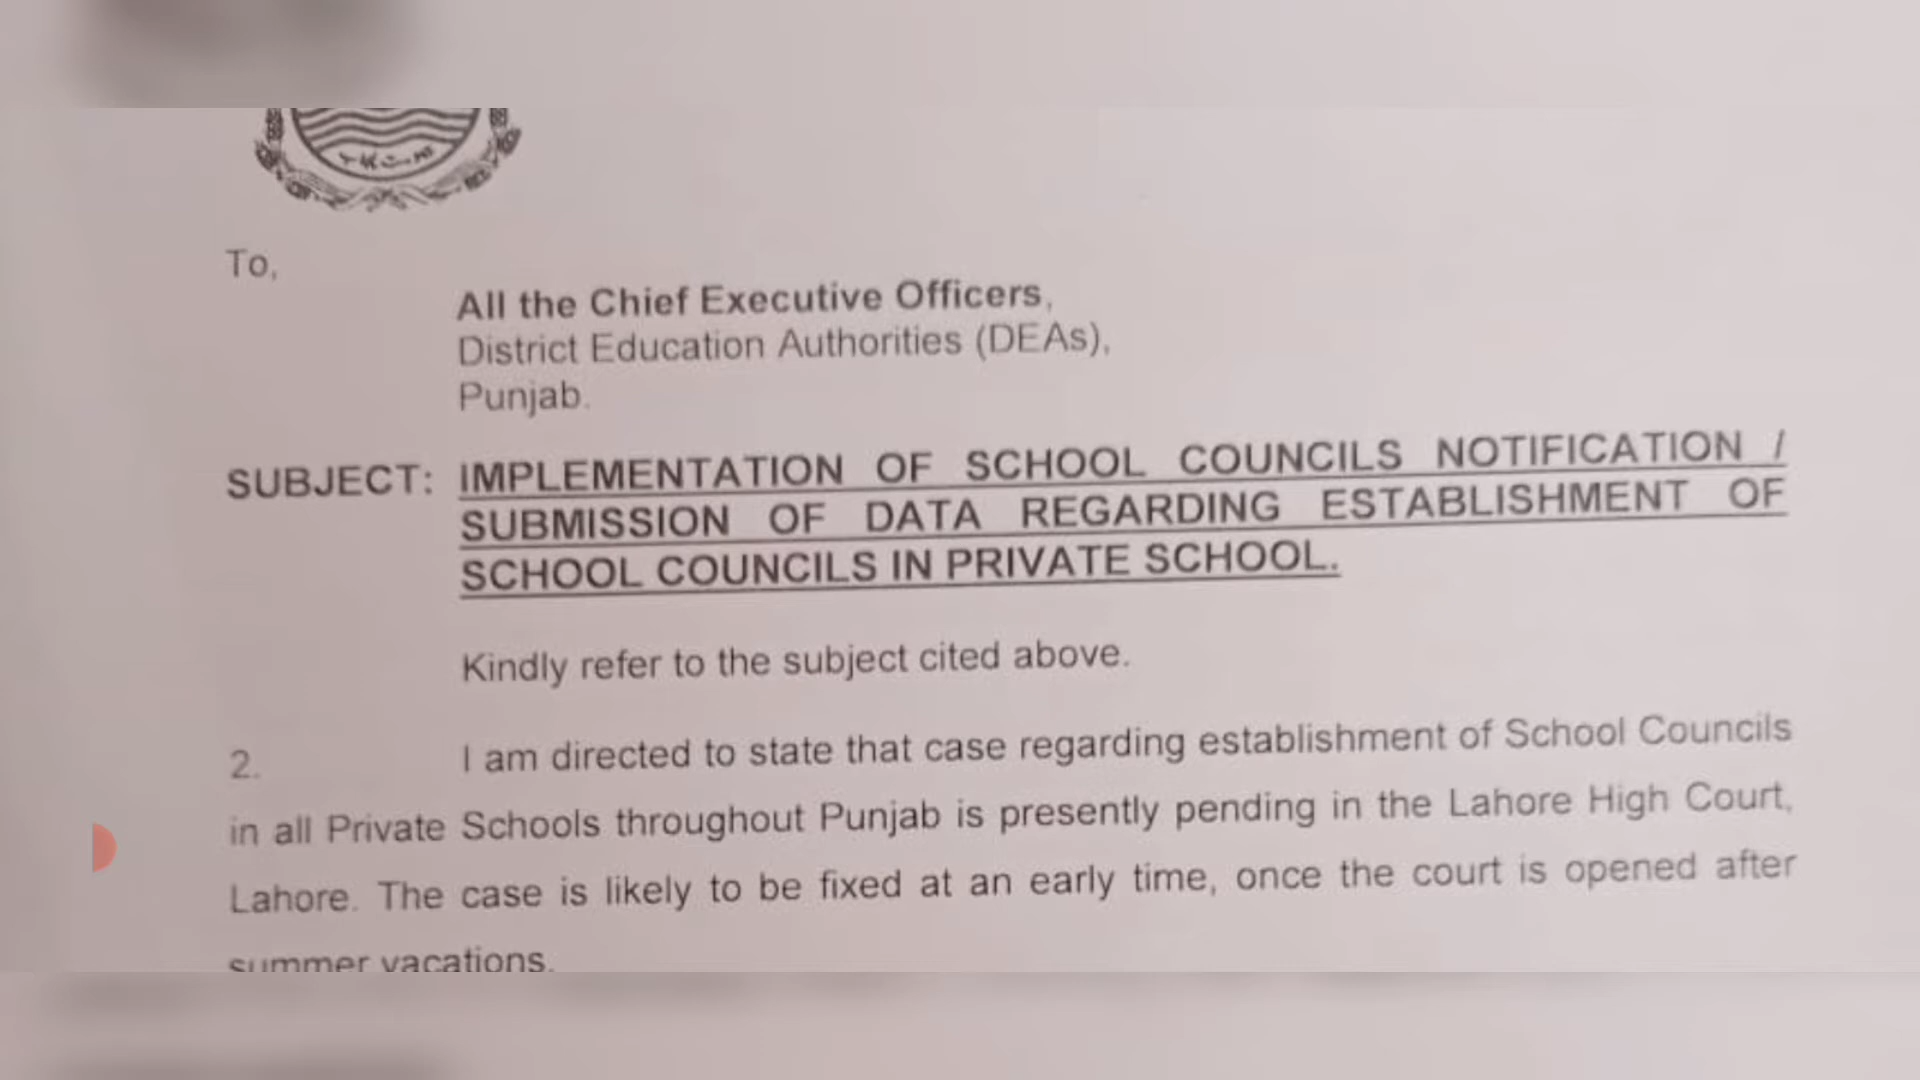 To,
All the Chief Executive Officers,
District Education Authorities (DEAs),
Punjab.
SUBJECT: IMPLEMENTATION OF SCHOOL COUNCILS NOTIFICATION /
SUBMISSION OF DATA REGARDING ESTABLISHMENT OF
SCHOOL COUNCILS IN PRIVATE SCHOOL.
Kindly refer to the subject cited above.
2. I am directed to state that case regarding establishment of School Councils
in all Private Schools throughout Punjab is presently pending in the Lahore High Court,
Lahore. The case is likely to be fixed at an early time, once the court is opened after
summer vacations.